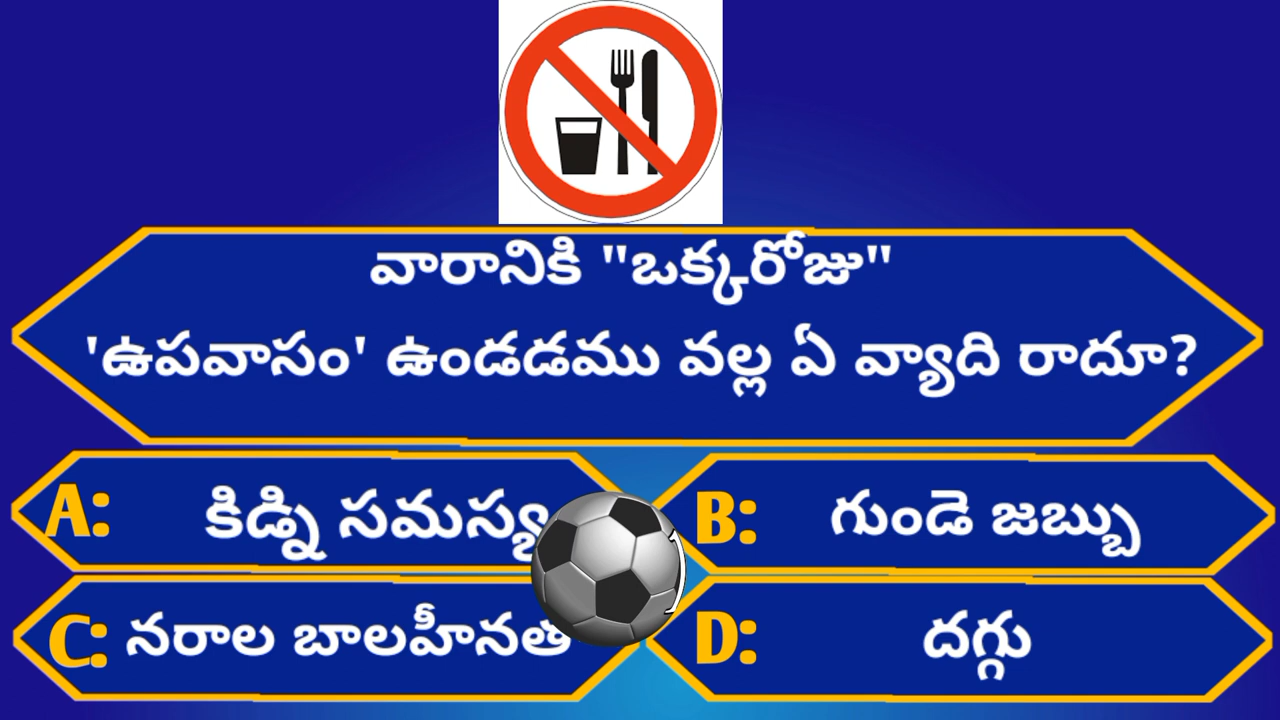 వారానికి "ఒక్కరోజు"
'ఉపవాసం' ఉండడము వల్ల ఏ వ్యాది రాదూ?
A: కిడ్ని సమస్య
B: గుండె జబ్బు
C: నరాల బాలహీనత
D: దగ్గు